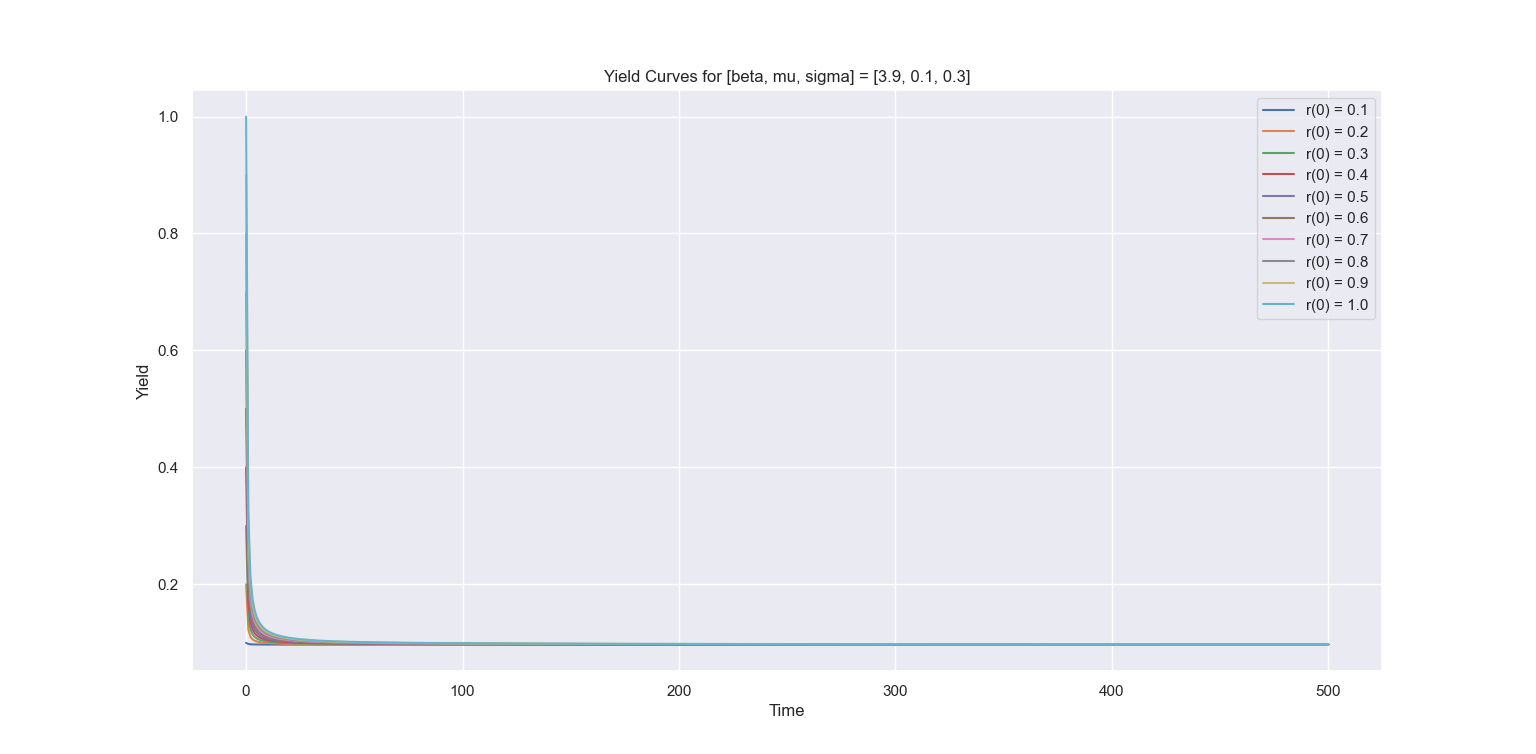 Yield Curves for [beta, mu, sigma] = [3.9, 0.1, 0.3]
1.0
0.8
0.6
0.4
0.2
Yield
r(0) = 0.1
r(0) = 0.2
r(0) = 0.3
r(0) = 0.4
r(0) = 0.5
r(0) = 0.6
r(0) = 0.7
r(0) = 0.8
r(0) = 0.9
r(0) = 1.0
0 100 200 300 400 500
Time